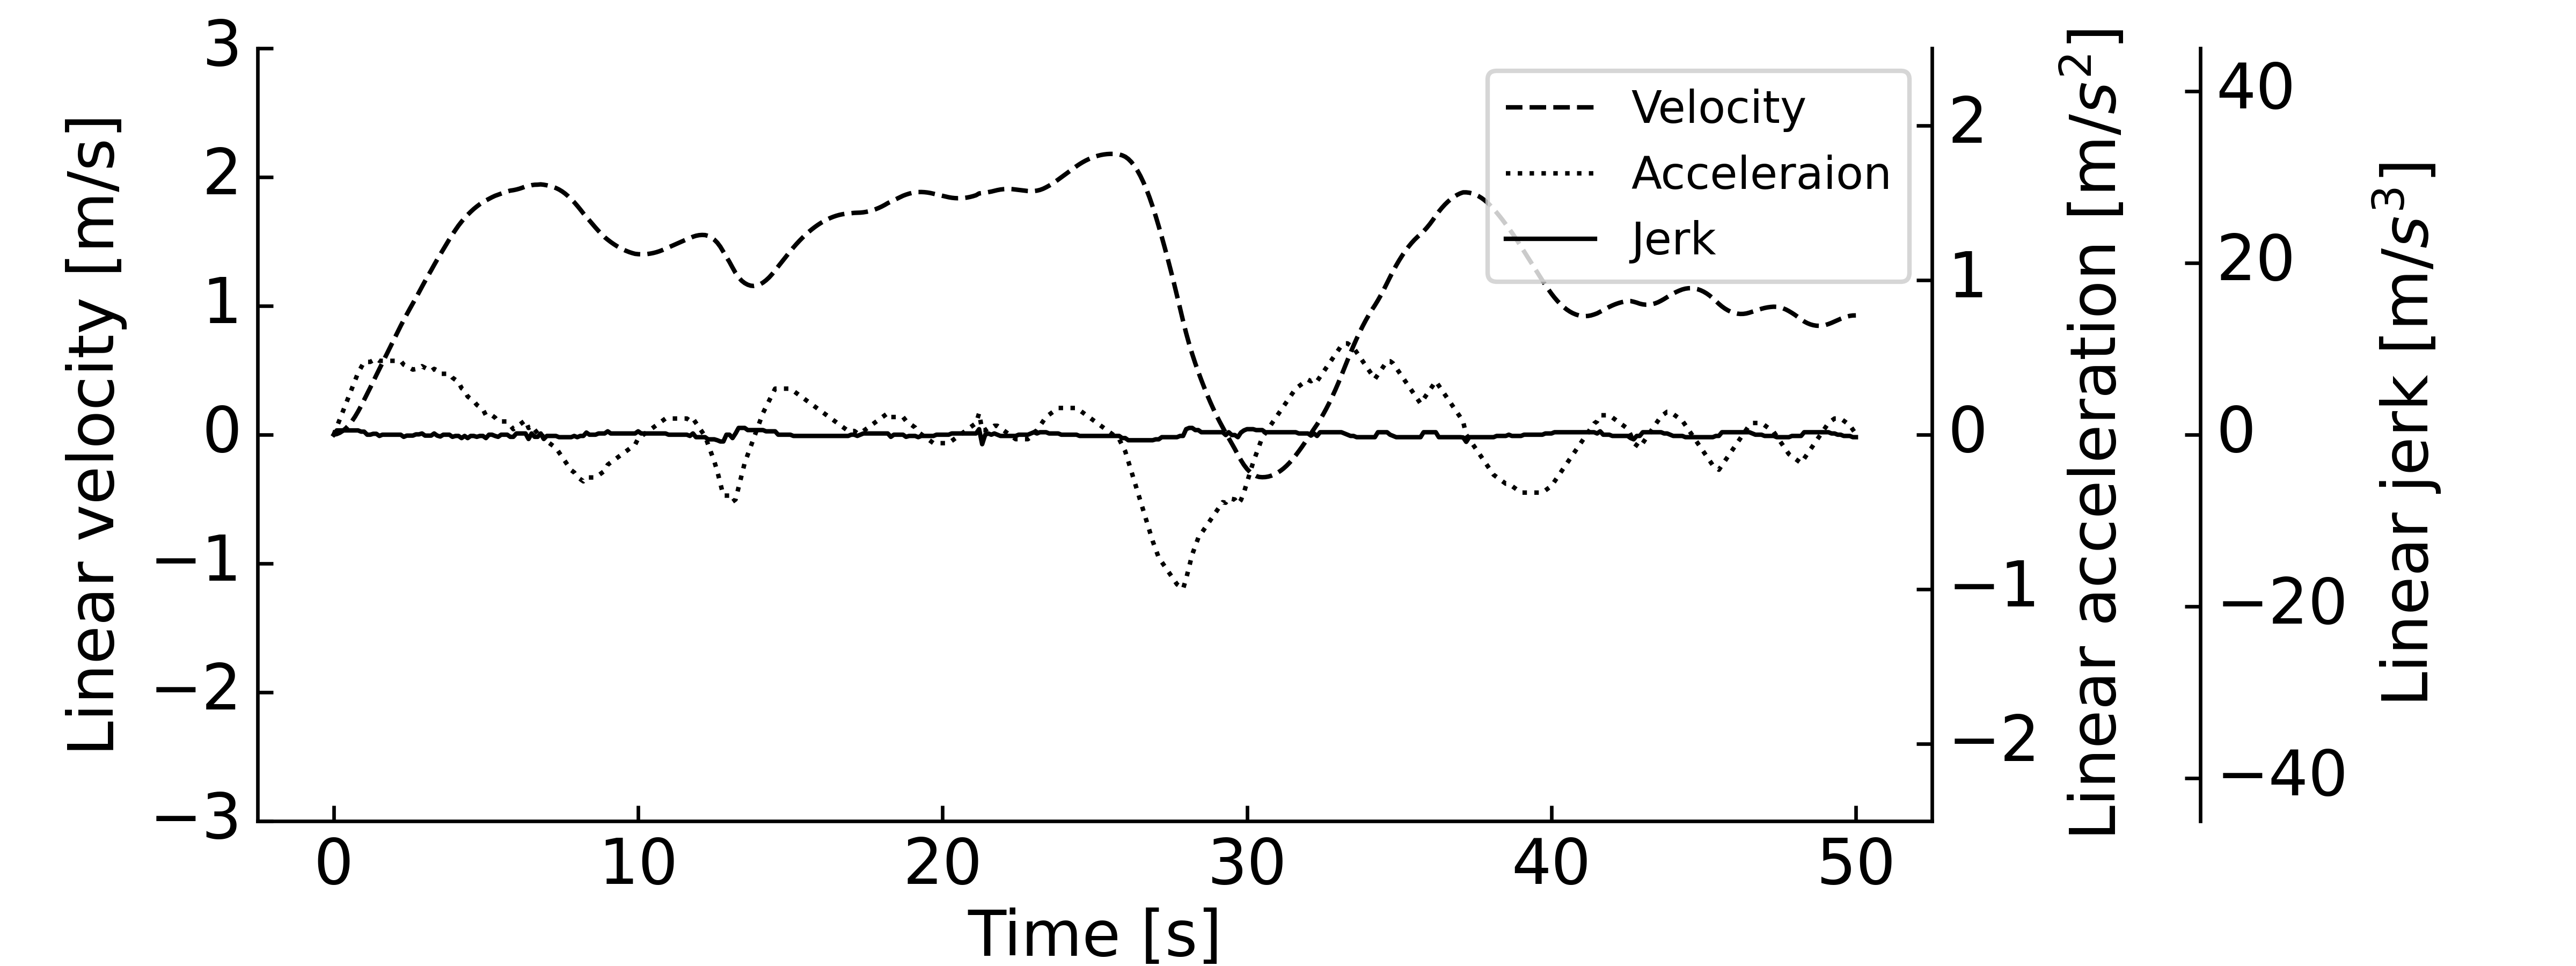 Linear velocity [m/s]
3
2
1
0
−1
−2
−3
0 10 20 30 40 50
Time [s]
Velocity
Acceleraion
Jerk
2
1
0
−1
−2
Linear acceleration [m/s²]
40
20
0
−20
−40
Linear jerk [m/s³]